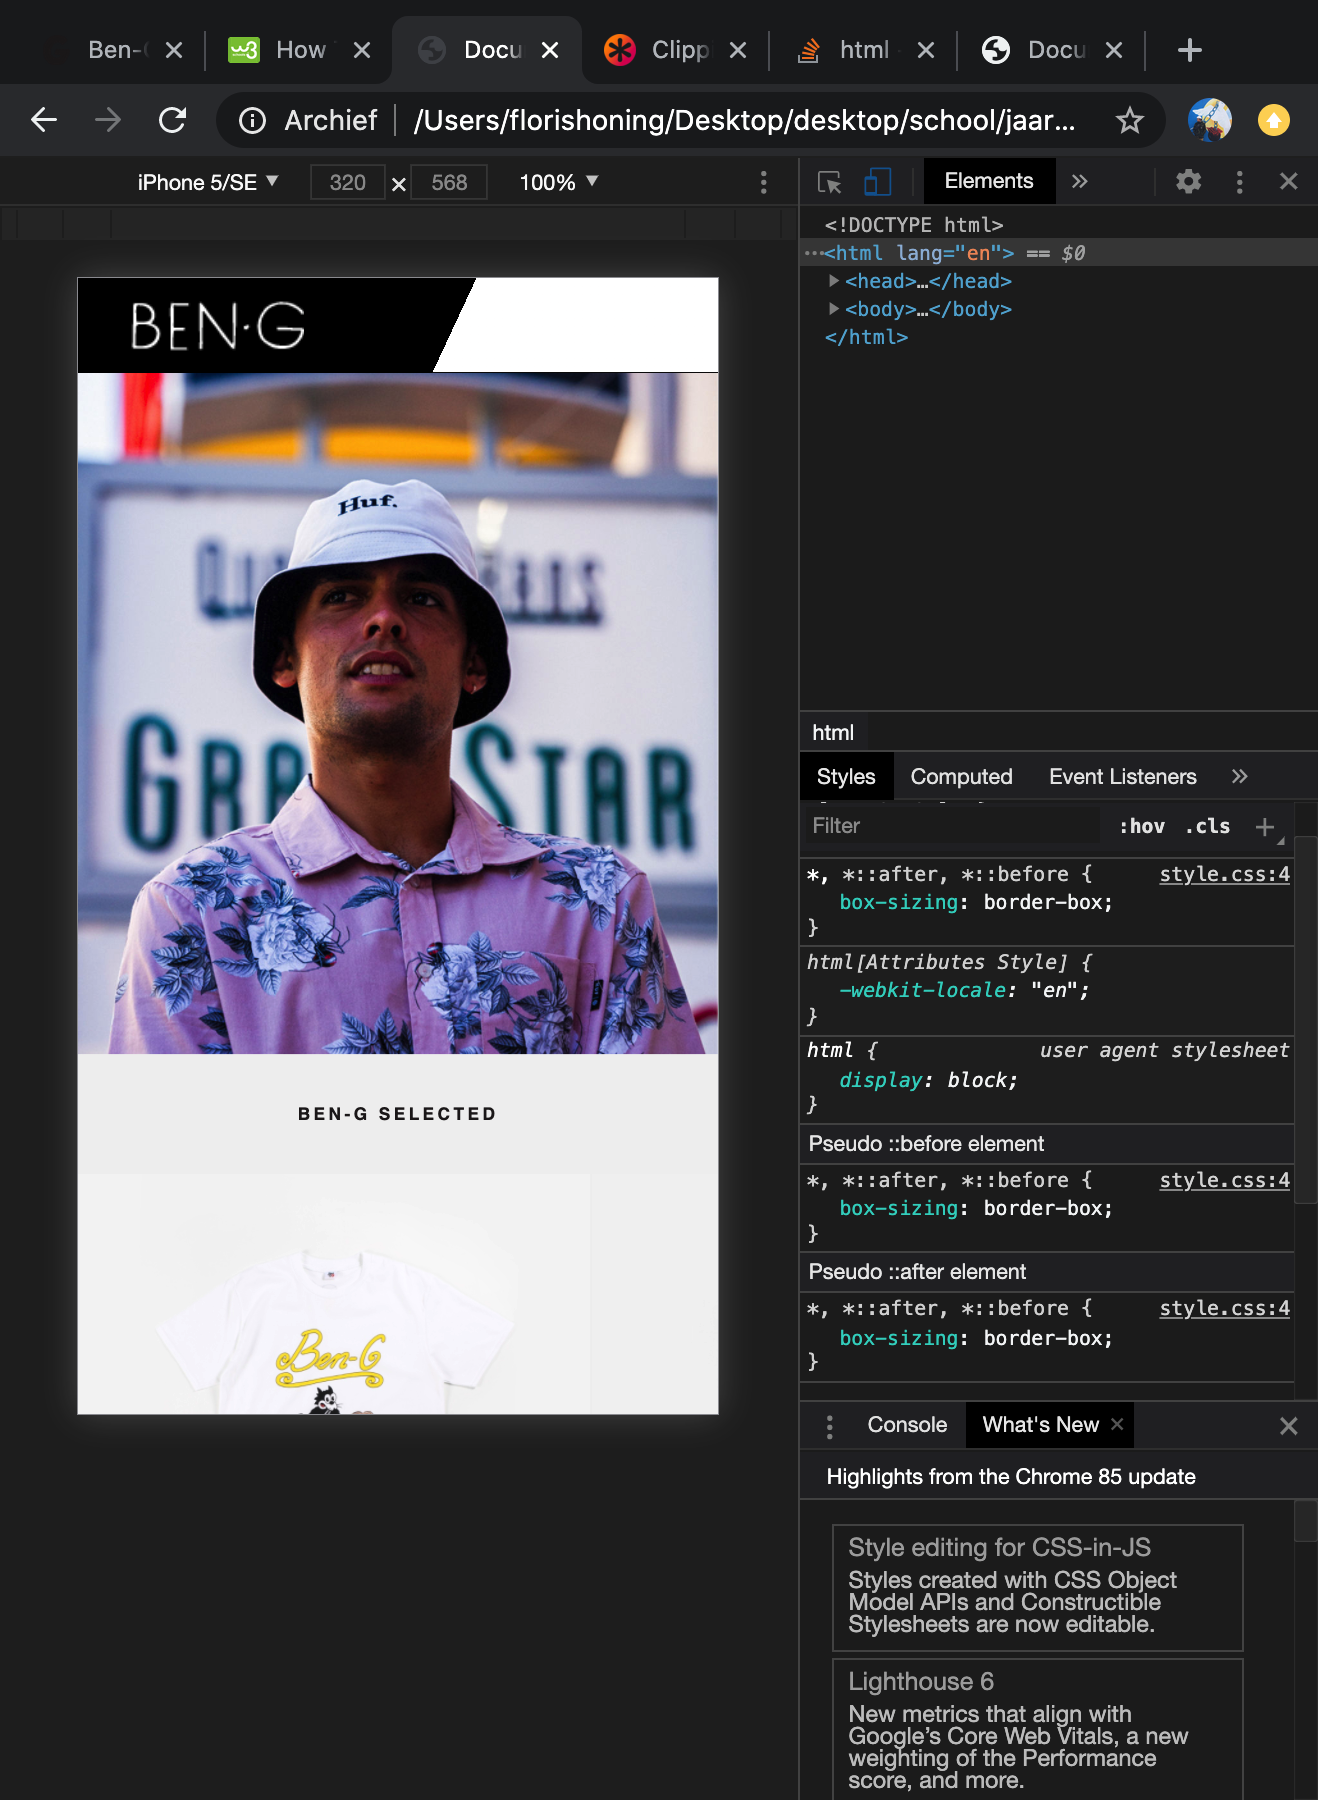 Ben-
How
Docu
Clipp
html
Docu
Archief
/Users/florishoning/Desktop/desktop/school/jaar...
iPhone 5/SE ▼ 320 × 568 100% ▼
Elements »
<!DOCTYPE html>
⋯<html lang="en"> == $0
▶<head>…</head>
▶<body>…</body>
</html>
BEN·G
Huf.
GRA STAR
BEN-G SELECTED
Ben-G
html
Styles Computed Event Listeners »
Filter :hov .cls +
*, *::after, *::before { style.css:4
box-sizing: border-box;
}
html[Attributes Style] {
-webkit-locale: "en";
}
html { user agent stylesheet
display: block;
}
Pseudo ::before element
*, *::after, *::before { style.css:4
box-sizing: border-box;
}
Pseudo ::after element
*, *::after, *::before { style.css:4
box-sizing: border-box;
}
Console What's New
Highlights from the Chrome 85 update
Style editing for CSS-in-JS
Styles created with CSS Object
Model APIs and Constructible
Stylesheets are now editable.
Lighthouse 6
New metrics that align with
Google’s Core Web Vitals, a new
weighting of the Performance
score, and more.